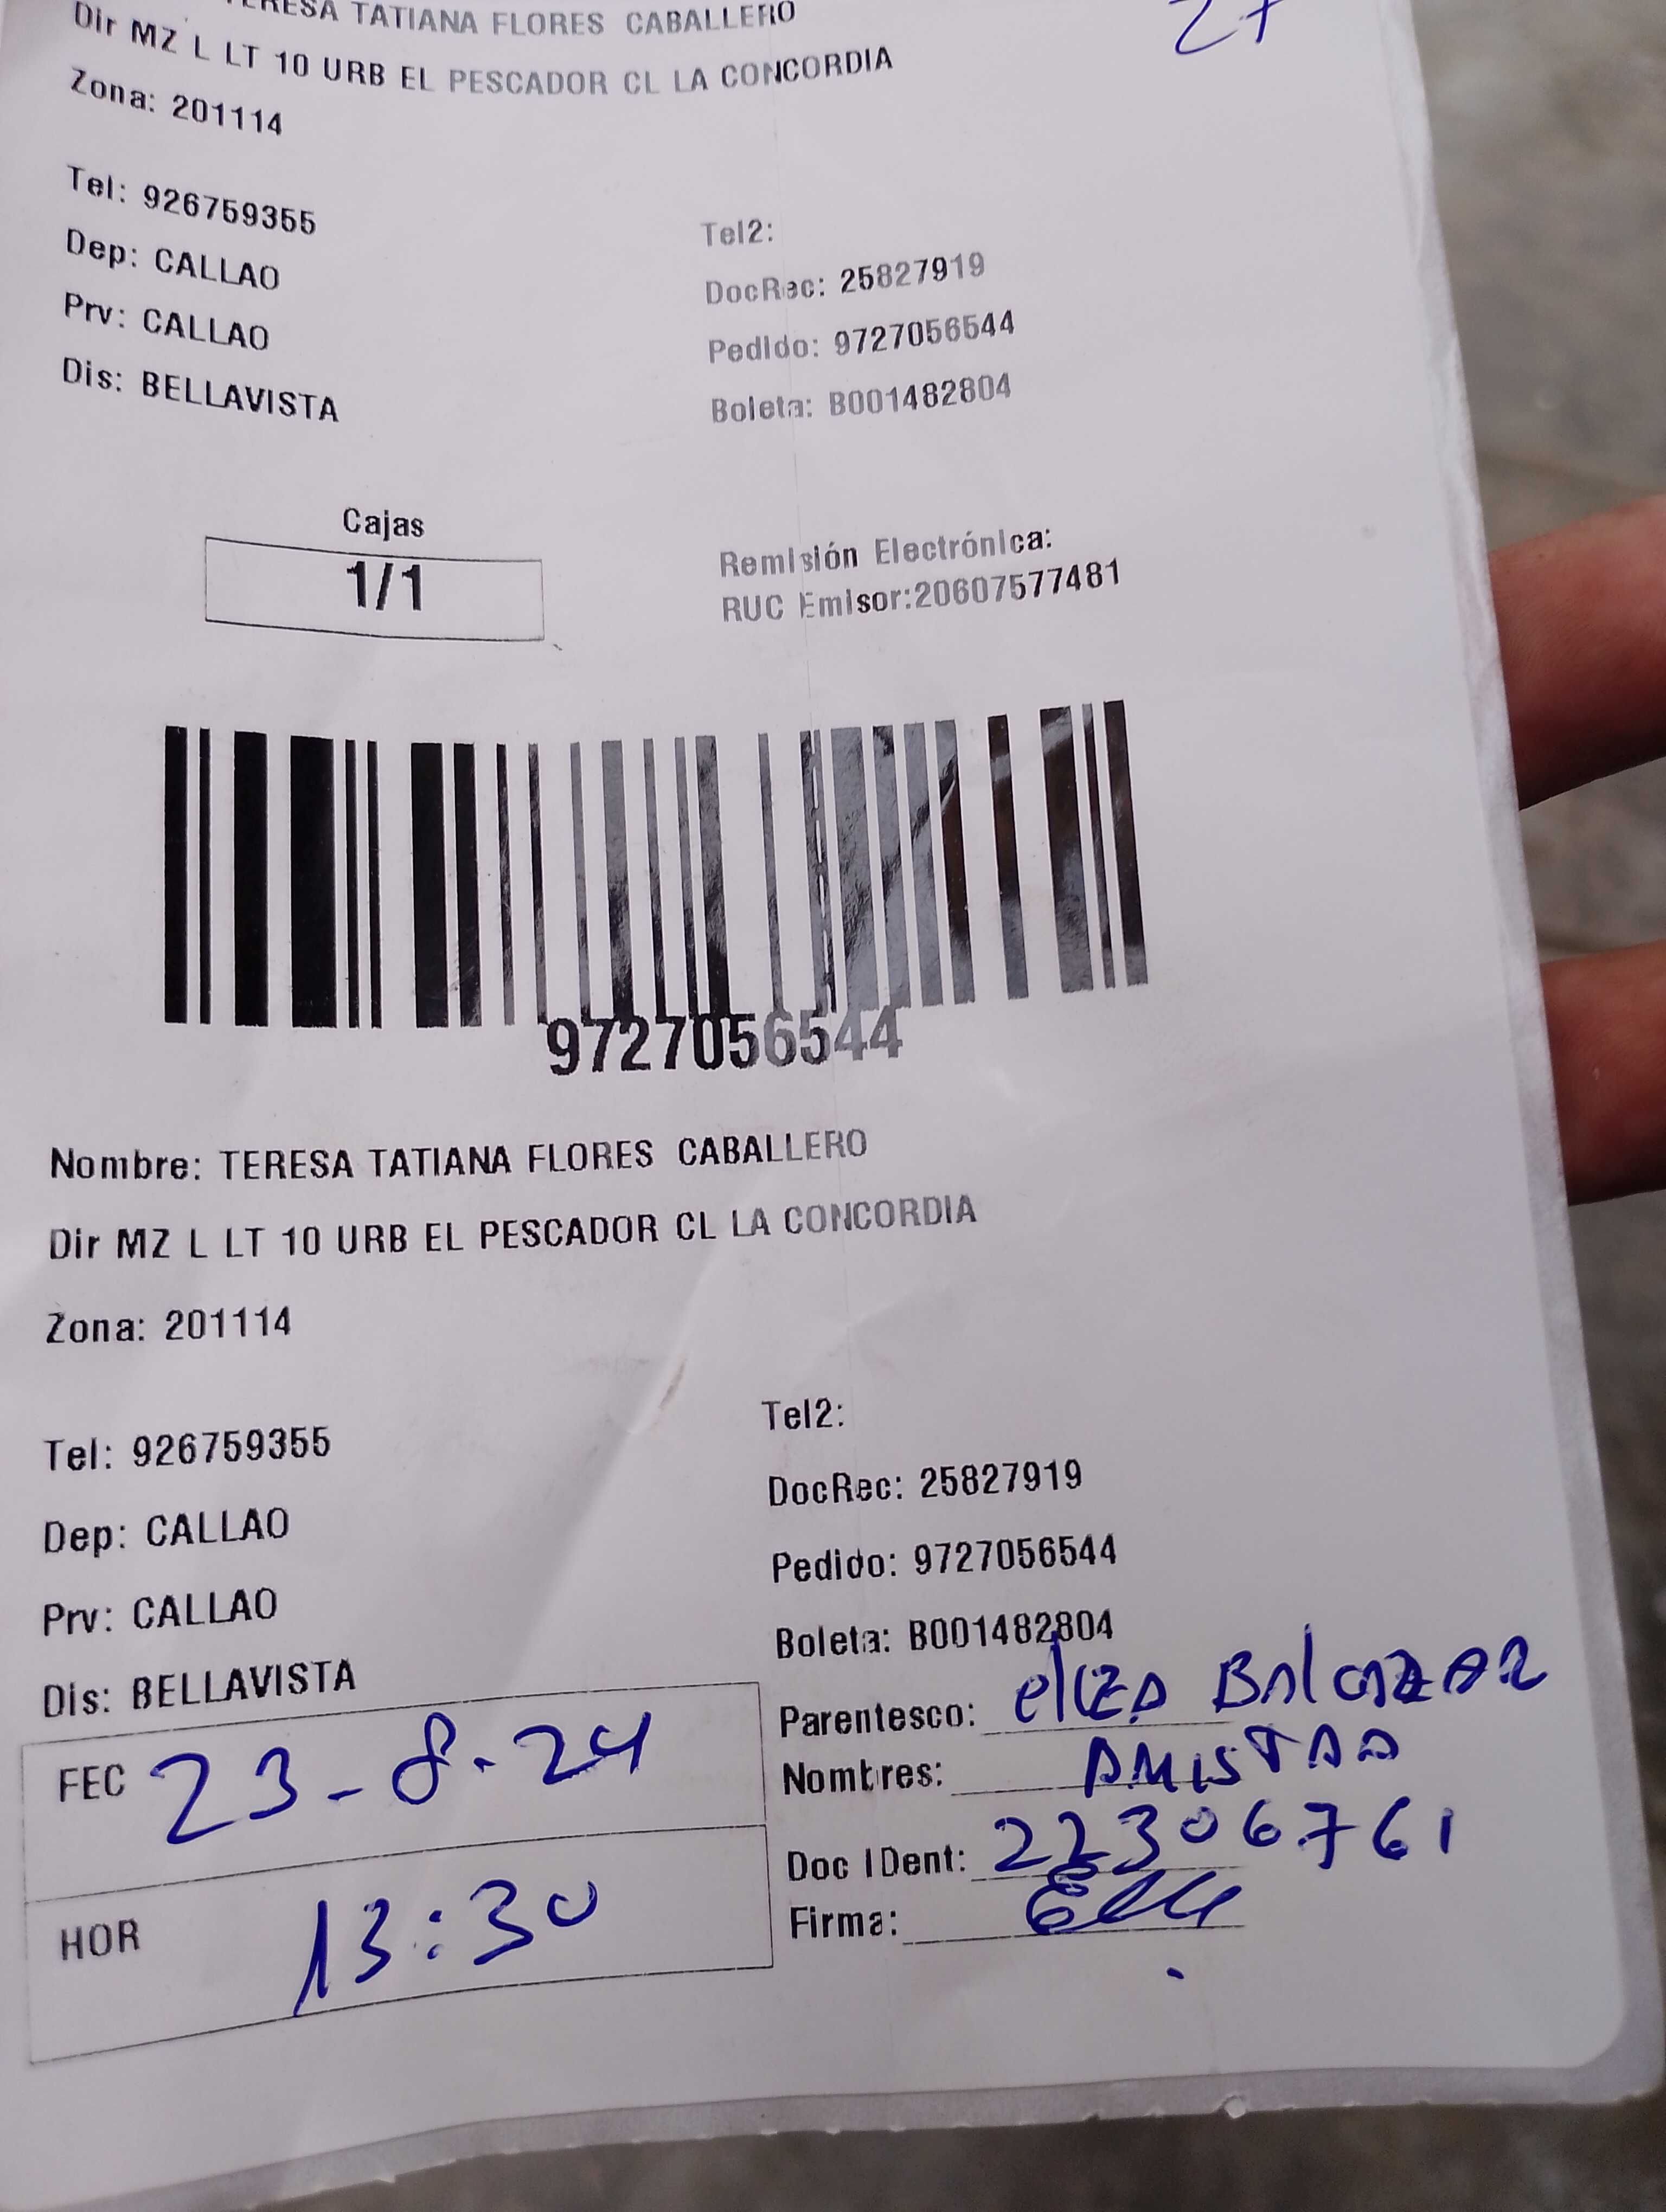 TERESA TATIANA FLORES CABALLERO
Dir MZ L LT 10 URB EL PESCADOR CL LA CONCORDIA
27
Zona: 201114
Tel: 926759355
Tel2:
Dep: CALLAO
DocRec: 25827919
Prv: CALLAO
Pedido: 9727056544
Dis: BELLAVISTA
Boleta: B001482804
Cajas
1/1
Remisión Electrónica:
RUC Emisor:20607577481
9727056544
Nombre: TERESA TATIANA FLORES CABALLERO
Dir MZ L LT 10 URB EL PESCADOR CL LA CONCORDIA
Zona: 201114
Tel: 926759355
Tel2:
DocRec: 25827919
Dep: CALLAO
Pedido: 9727056544
Prv: CALLAO
Boleta: B001482804
Dis: BELLAVISTA
Parentesco:
FEC 23-8-24
Nombres: AMISTAD
Doc IDent: 22306761
HOR 13:30
Firma: